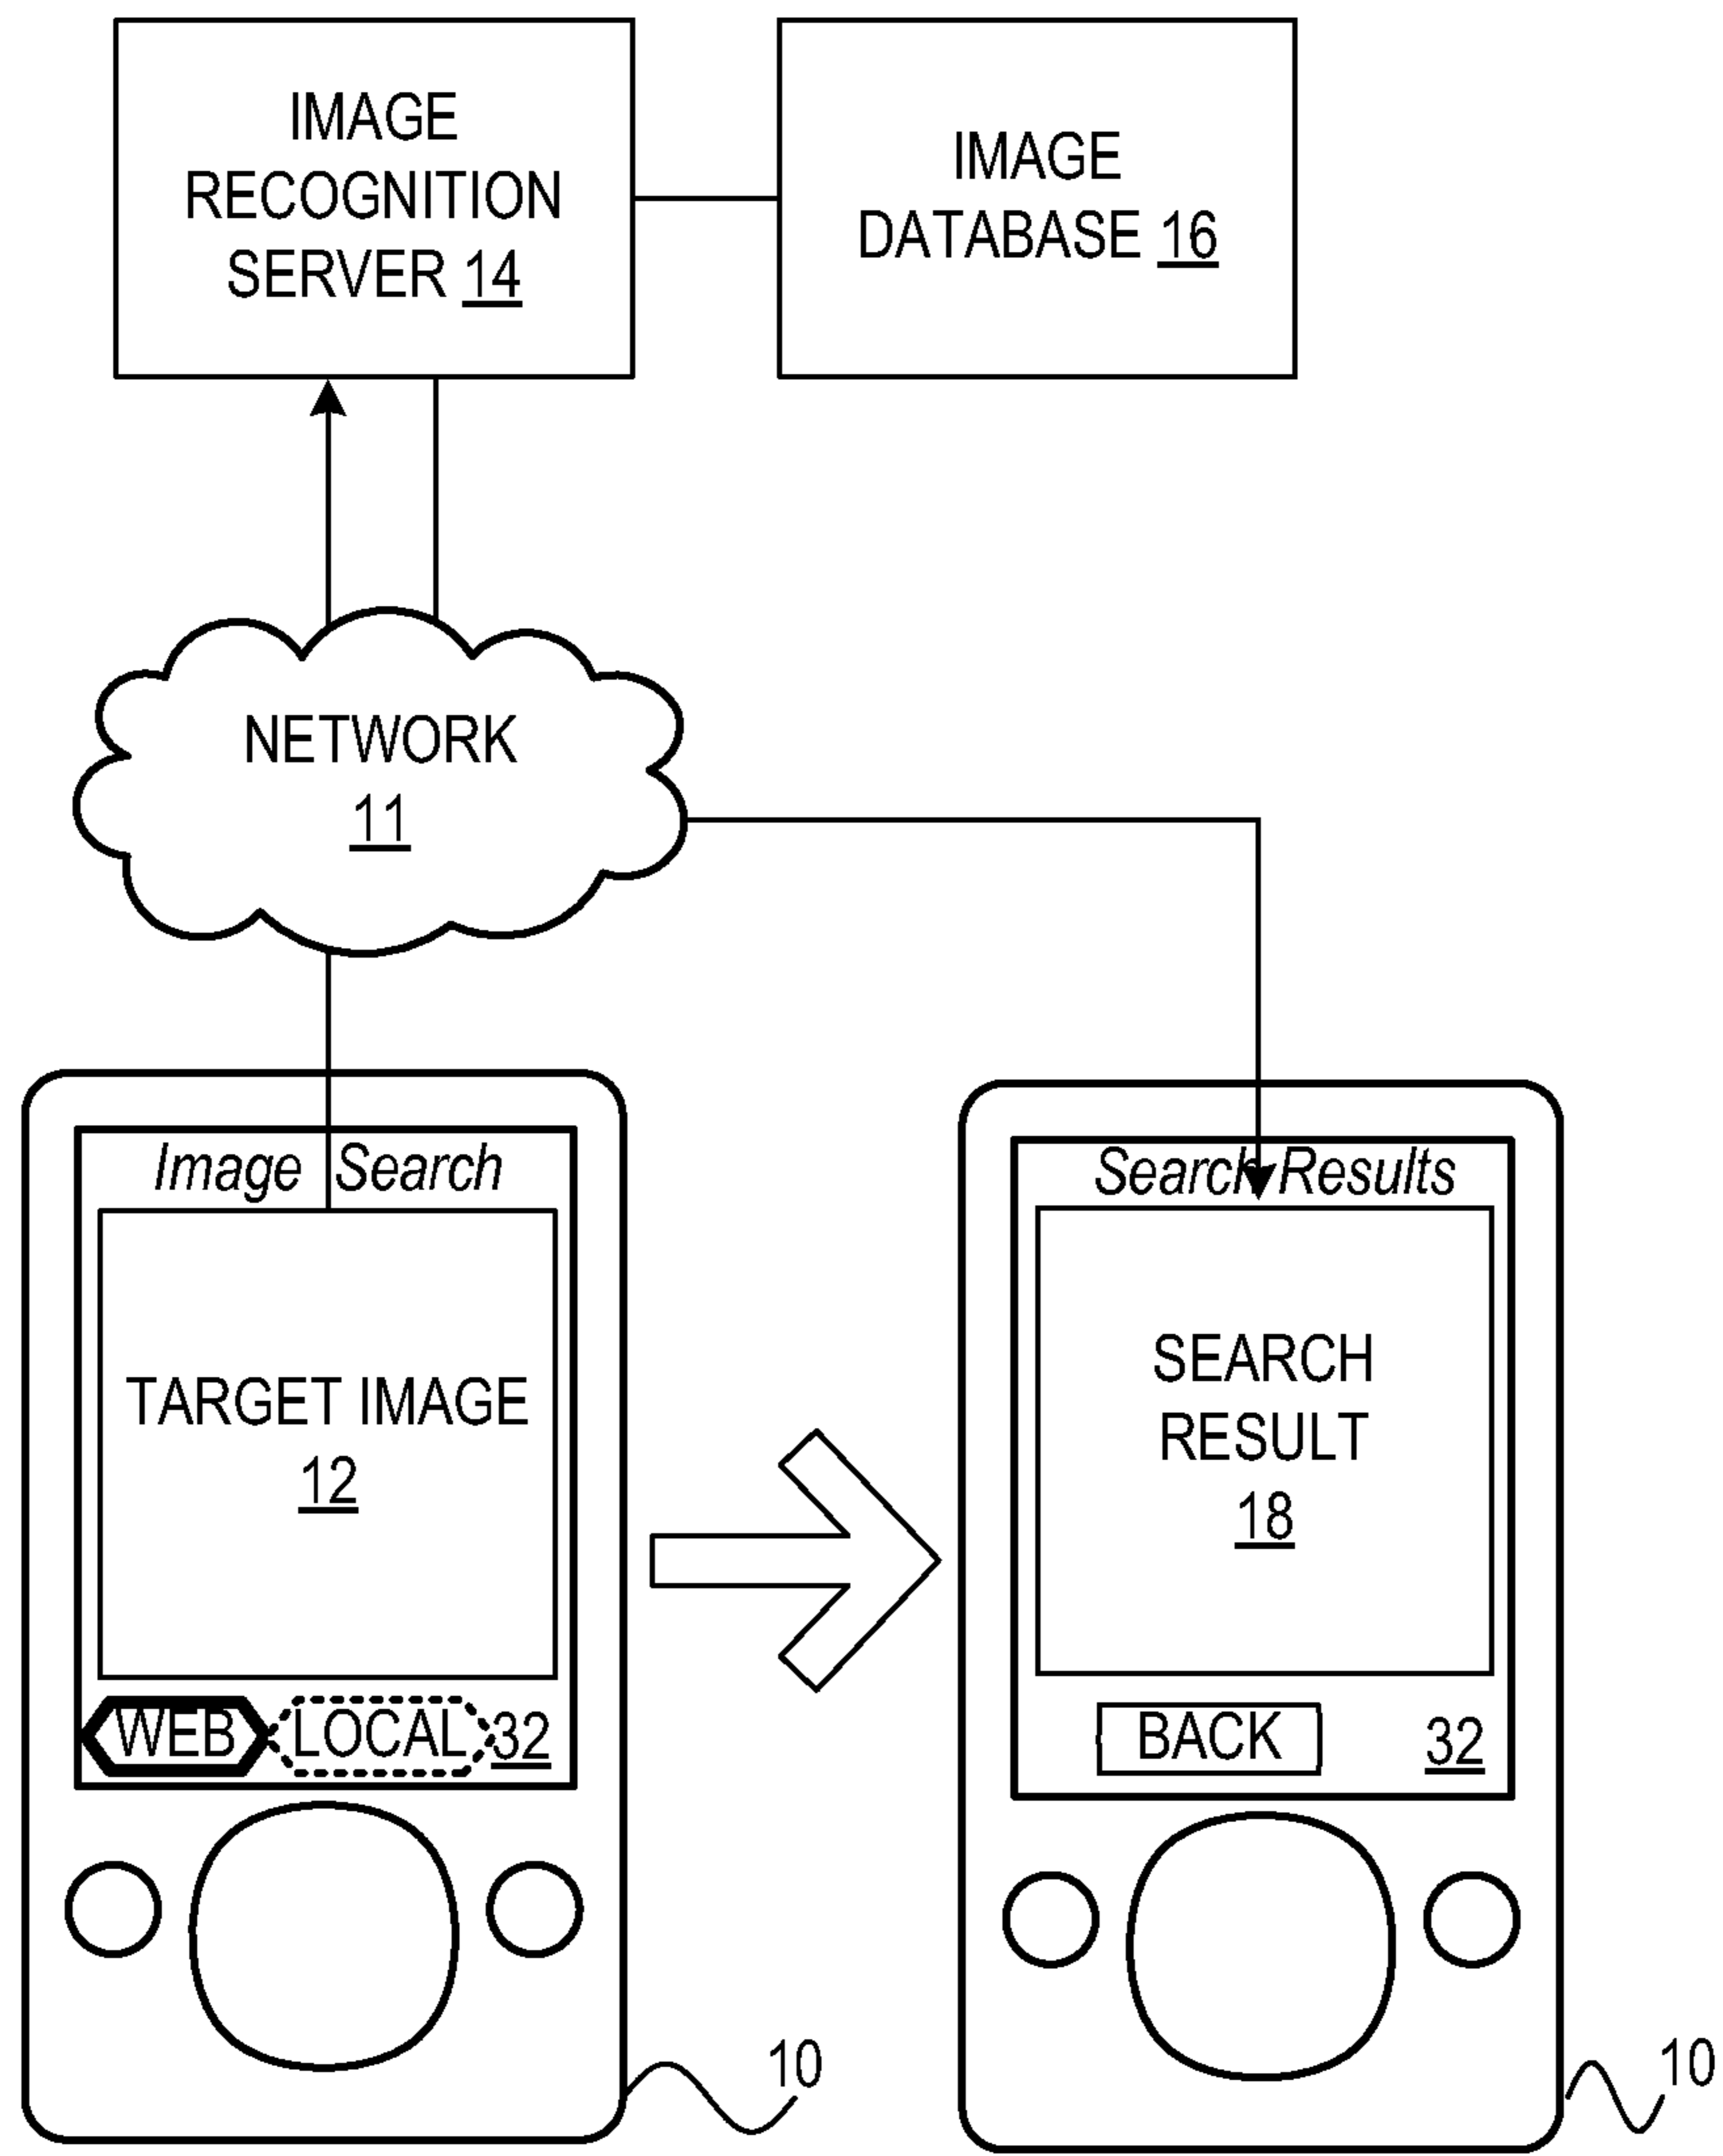 IMAGE
RECOGNITION
SERVER 14
IMAGE
DATABASE 16
NETWORK
11
Image Search
TARGET IMAGE
12
WEB LOCAL 32
10
Search Results
SEARCH
RESULT
18
BACK 32
10